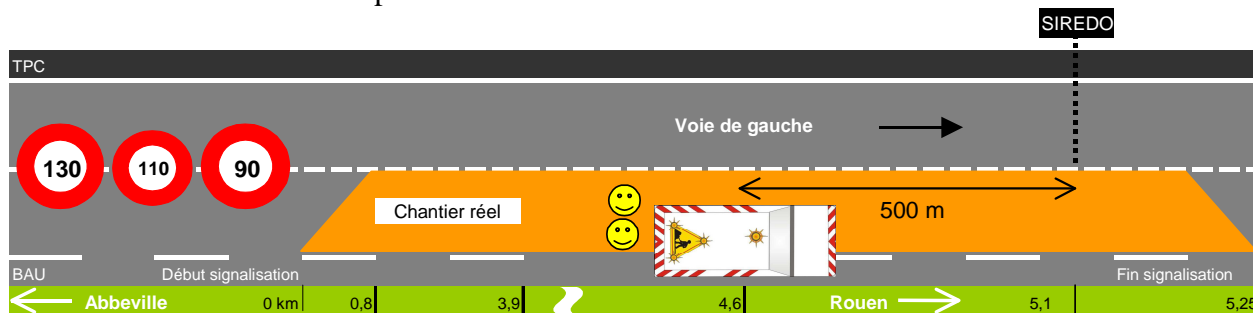 SIREDO
TPC
Voie de gauche
130 110 90
Chantier réel
500 m
BAU Début signalisation Fin signalisation
Abbeville 0 km 0,8 3,9 4,6 Rouen 5,1 5,25